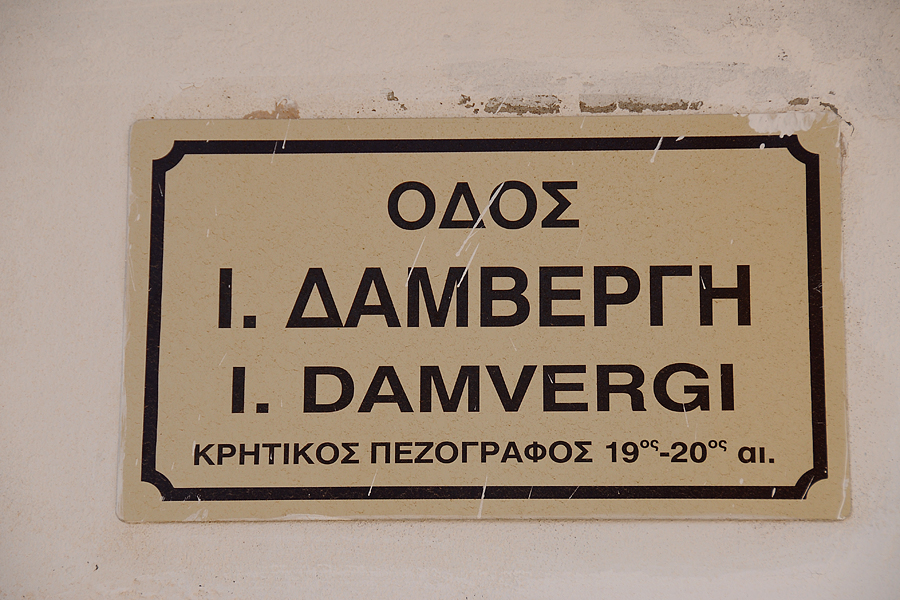 ΟΔΟΣ
Ι. ΔΑΜΒΕΡΓΗ
I. DAMVERGI
ΚΡΗΤΙΚΟΣ ΠΕΖΟΓΡΑΦΟΣ 19ος-20ος αι.